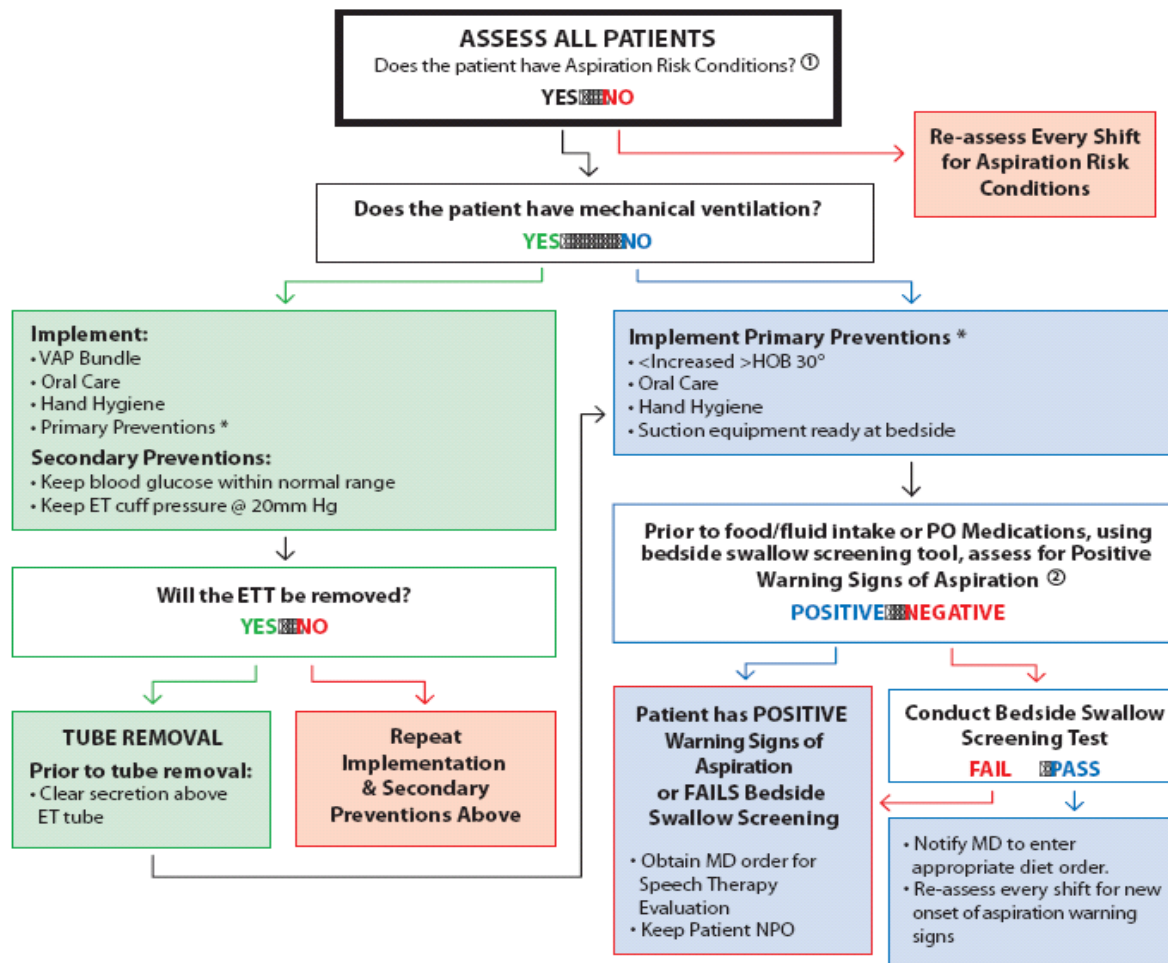 ASSESS ALL PATIENTS
Does the patient have Aspiration Risk Conditions? ①
YES NO
Re-assess Every Shift
for Aspiration Risk
Conditions
Does the patient have mechanical ventilation?
YES NO
Implement:
• VAP Bundle
• Oral Care
• Hand Hygiene
• Primary Preventions *
Secondary Preventions:
• Keep blood glucose within normal range
• Keep ET cuff pressure @ 20mm Hg
Implement Primary Preventions *
• <Increased >HOB 30°
• Oral Care
• Hand Hygiene
• Suction equipment ready at bedside
Will the ETT be removed?
YES NO
Prior to food/fluid intake or PO Medications, using
bedside swallow screening tool, assess for Positive
Warning Signs of Aspiration ②
POSITIVE NEGATIVE
TUBE REMOVAL
Prior to tube removal:
• Clear secretion above
ET tube
Repeat
Implementation
& Secondary
Preventions Above
Patient has POSITIVE
Warning Signs of
Aspiration
or FAILS Bedside
Swallow Screening
• Obtain MD order for
Speech Therapy
Evaluation
• Keep Patient NPO
Conduct Bedside Swallow
Screening Test
FAIL PASS
• Notify MD to enter
appropriate diet order.
• Re-assess every shift for new
onset of aspiration warning
signs